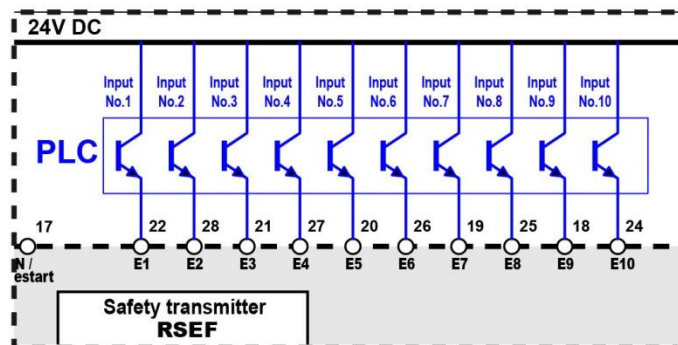 24V DC
Input Input Input Input Input Input Input Input Input Input
No.1 No.2 No.3 No.4 No.5 No.6 No.7 No.8 No.9 No.10
PLC
17 22 28 21 27 20 26 19 25 18 24
N / E1 E2 E3 E4 E5 E6 E7 E8 E9 E10
estart
Safety transmitter
RSEF